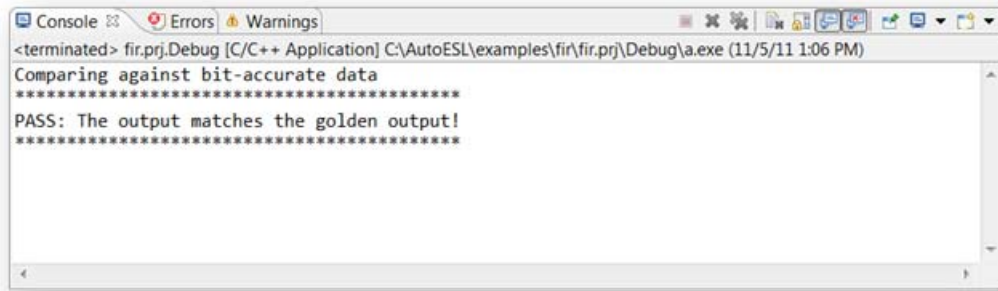 Console Errors Warnings
<terminated> fir.prj.Debug [C/C++ Application] C:\AutoESL\examples\fir\fir.prj\Debug\a.exe (11/5/11 1:06 PM)
Comparing against bit-accurate data
*******************************************
PASS: The output matches the golden output!
*******************************************